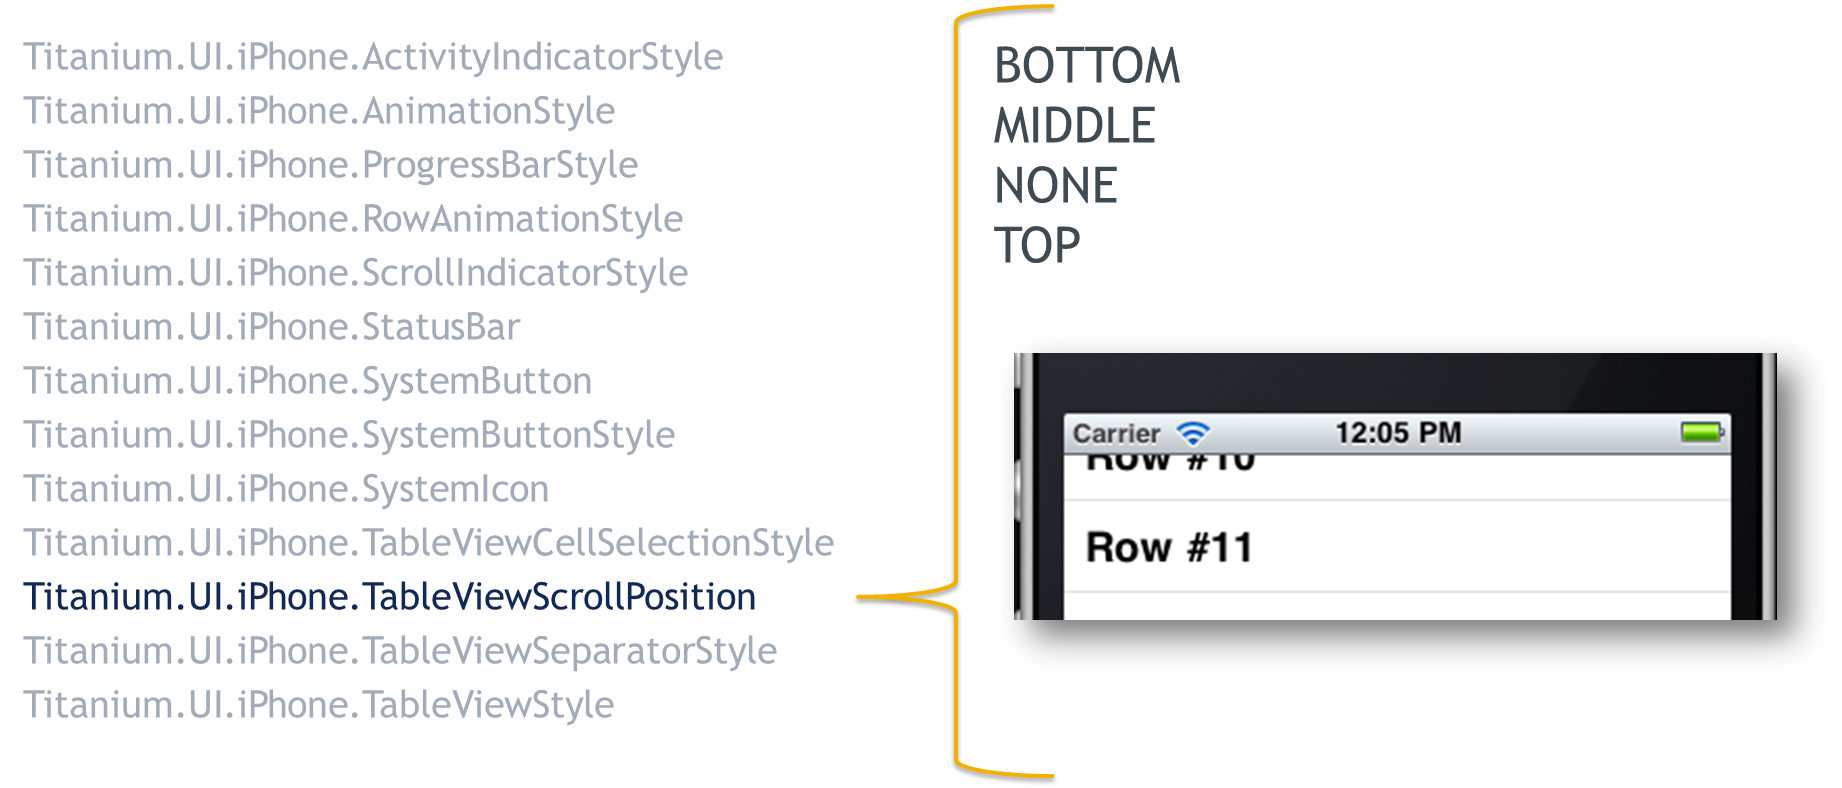 Titanium.UI.iPhone.ActivityIndicatorStyle
Titanium.UI.iPhone.AnimationStyle
Titanium.UI.iPhone.ProgressBarStyle
Titanium.UI.iPhone.RowAnimationStyle
Titanium.UI.iPhone.ScrollIndicatorStyle
Titanium.UI.iPhone.StatusBar
Titanium.UI.iPhone.SystemButton
Titanium.UI.iPhone.SystemButtonStyle
Titanium.UI.iPhone.SystemIcon
Titanium.UI.iPhone.TableViewCellSelectionStyle
Titanium.UI.iPhone.TableViewScrollPosition
Titanium.UI.iPhone.TableViewSeparatorStyle
Titanium.UI.iPhone.TableViewStyle
BOTTOM
MIDDLE
NONE
TOP
Carrier 12:05 PM
Row #10
Row #11